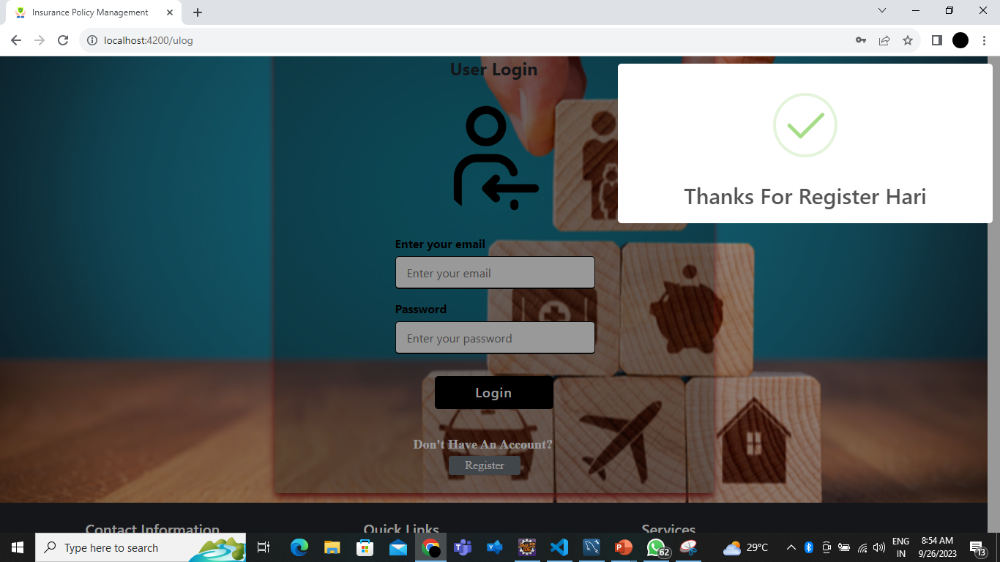 Insurance Policy Management
localhost:4200/ulog
User Login
Thanks For Register Hari
Enter your email
Enter your email
Password
Enter your password
Login
Don't Have An Account?
Register
Contact Information
Quick Links
Services
Type here to search
62
29°C
ENG
IN
8:54 AM
9/26/2023
13